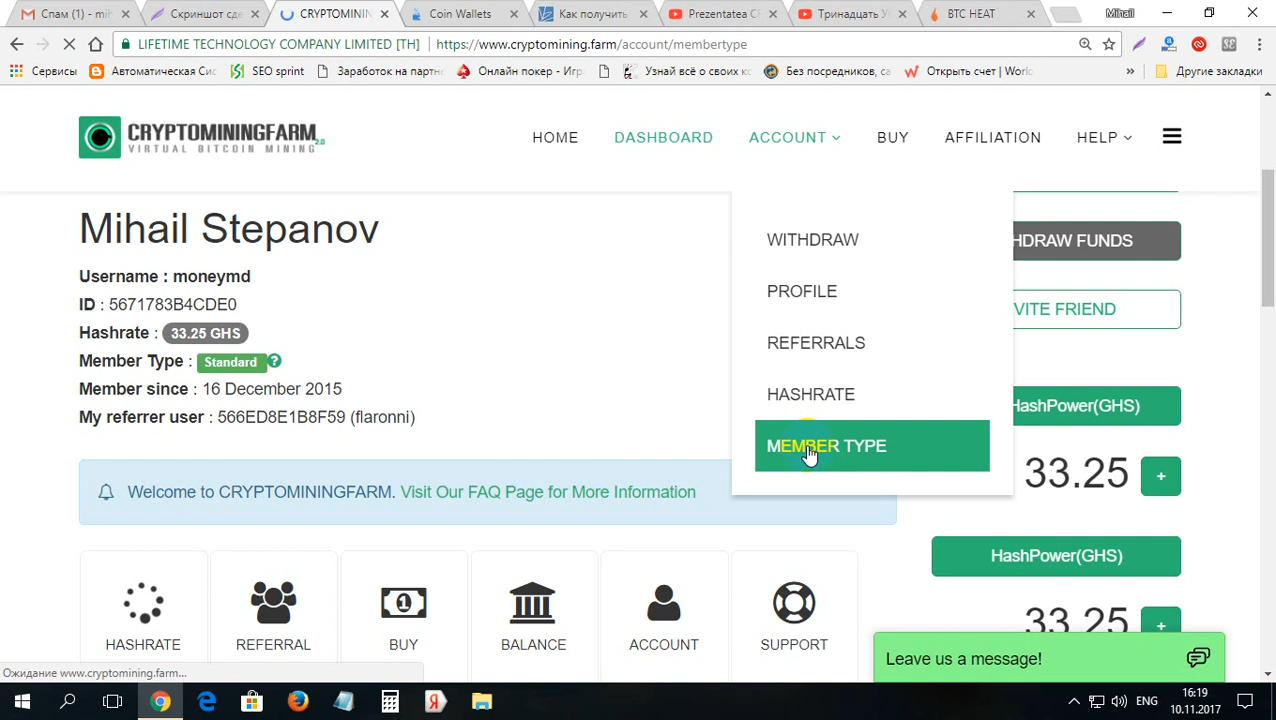 Спам (1) - mih
Скриншот сде
CRYPTOMININ
Coin Wallets
Как получить
Prezentatea CR
Тринадцать У
BTC HEAT
Mihail
LIFETIME TECHNOLOGY COMPANY LIMITED [TH]
https://www.cryptomining.farm/account/membertype
Сервисы
Автоматическая Сис
SEO sprint
Заработок на партн
Онлайн покер - Игр
Узнай всё о своих кс
Без посредников, са
Открыть счет | World
»
Другие закладки
CRYPTOMININGFARM
VIRTUAL BITCOIN MINING 2.0
HOME
DASHBOARD
ACCOUNT
BUY
AFFILIATION
HELP
Mihail Stepanov
Username : moneymd
ID : 5671783B4CDE0
Hashrate : 33.25 GHS
Member Type : Standard ?
Member since : 16 December 2015
My referrer user : 566ED8E1B8F59 (flaronni)
WITHDRAW
PROFILE
REFERRALS
HASHRATE
MEMBER TYPE
HDRAW FUNDS
VITE FRIEND
HashPower(GHS)
33.25 +
HashPower(GHS)
33.25 +
Welcome to CRYPTOMININGFARM. Visit Our FAQ Page for More Information
HASHRATE
REFERRAL
BUY
BALANCE
ACCOUNT
SUPPORT
Leave us a message!
Ожидание www.cryptomining.farm...
ENG
16:19
10.11.2017